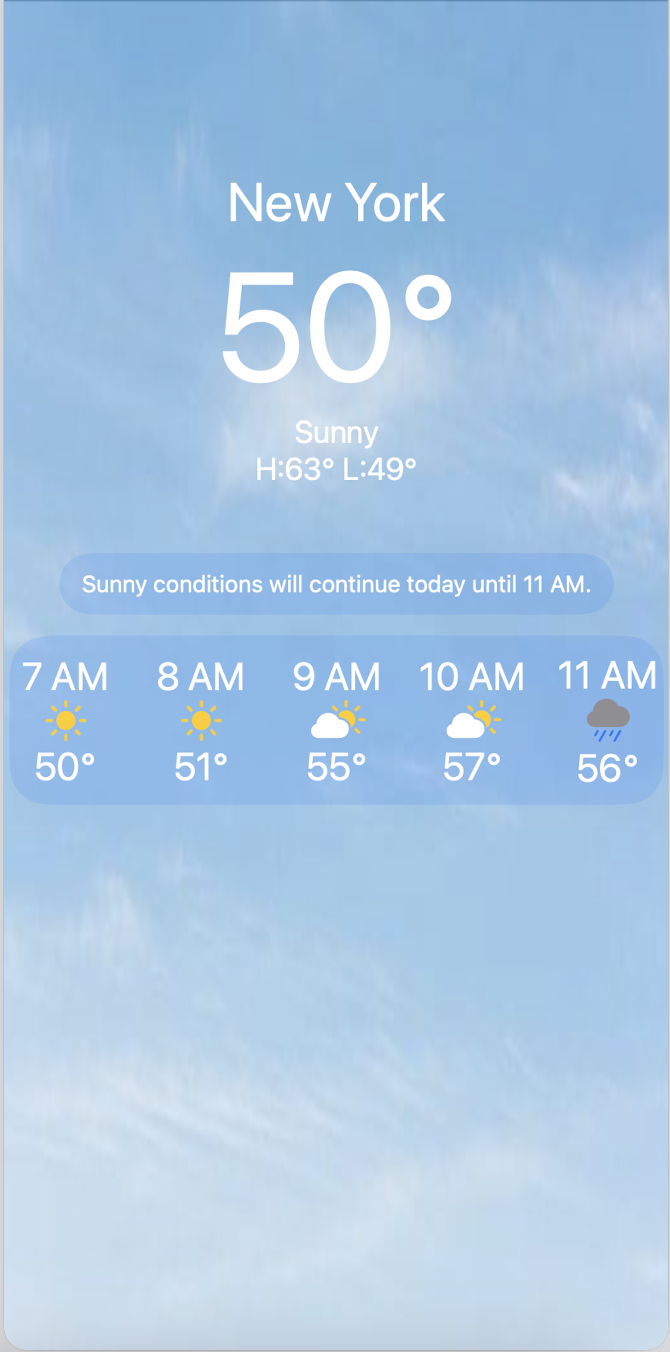 New York
50°
Sunny
H:63° L:49°
Sunny conditions will continue today until 11 AM.
7 AM 8 AM 9 AM 10 AM 11 AM
50° 51° 55° 57° 56°